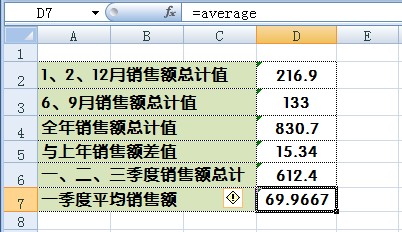 D7 fx =average
A B C D E
1
2 1、2、12月销售额总计值 216.9
3 6、9月销售额总计值 133
4 全年销售额总计值 830.7
5 与上年销售额差值 15.34
6 一、二、三季度销售额总计 612.4
7 一季度平均销售额 69.9667
8